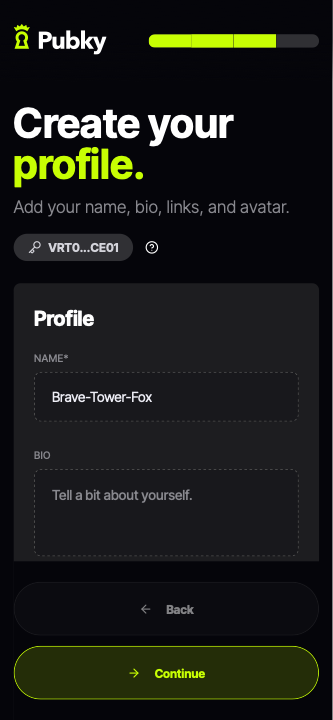 Pubky
Create your
profile.
Add your name, bio, links, and avatar.
VRT0...CE01
Profile
NAME*
Brave-Tower-Fox
BIO
Tell a bit about yourself.
Back
Continue